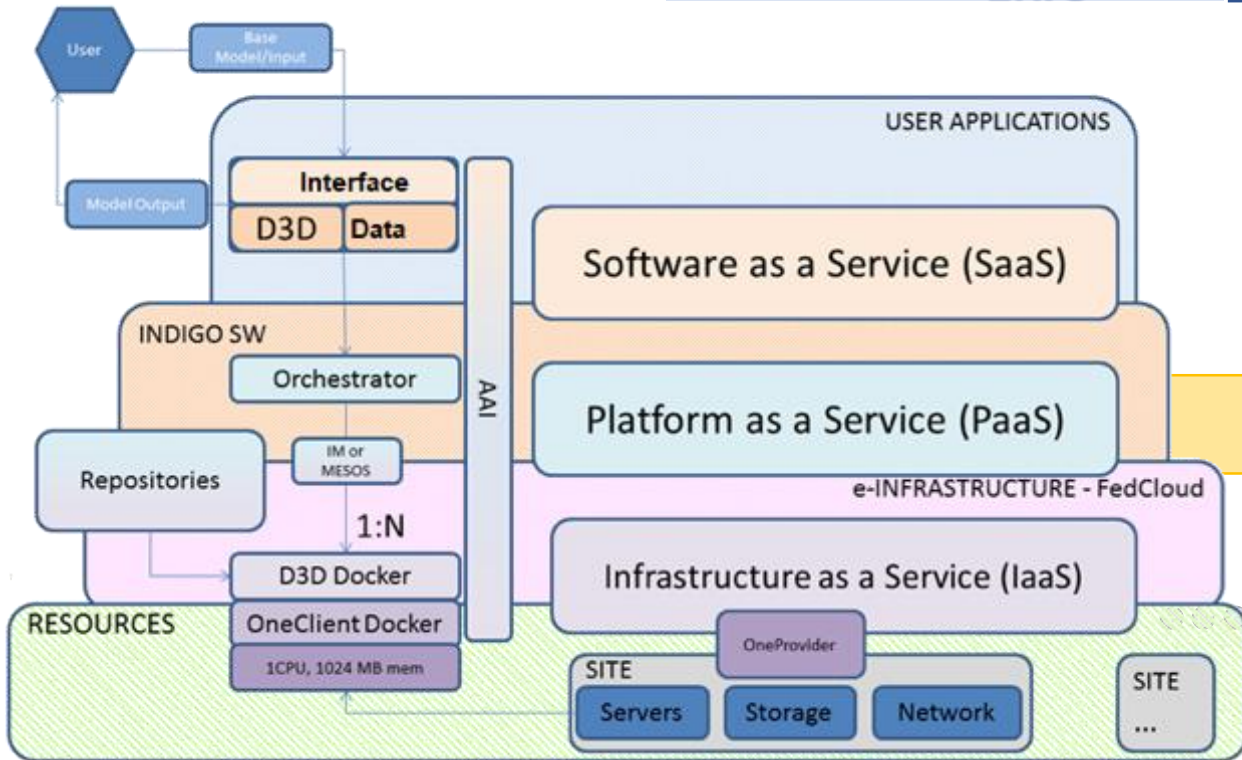 User
Base
Model/Input
USER APPLICATIONS
Interface
Model Output
D3D
Data
Software as a Service (SaaS)
INDIGO SW
Orchestrator
AAI
Platform as a Service (PaaS)
IM or
MESOS
Repositories
e-INFRASTRUCTURE - FedCloud
1:N
D3D Docker
Infrastructure as a Service (IaaS)
RESOURCES
OneClient Docker
OneProvider
1CPU, 1024 MB mem
SITE
Servers
Storage
Network
SITE
...